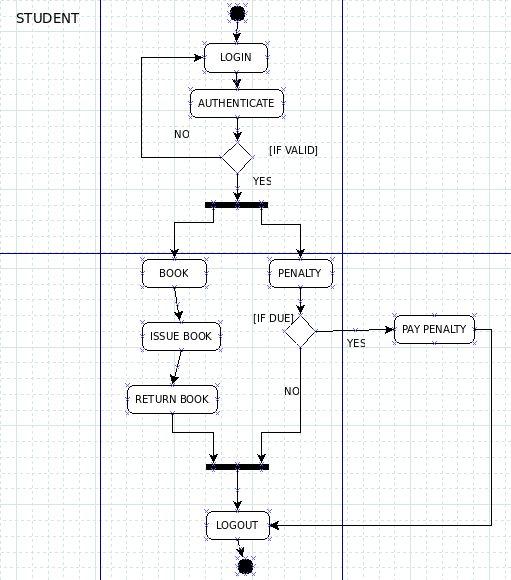 STUDENT
LOGIN
AUTHENTICATE
NO
[IF VALID]
YES
BOOK
PENALTY
[IF DUE]
ISSUE BOOK
PAY PENALTY
YES
RETURN BOOK
NO
LOGOUT